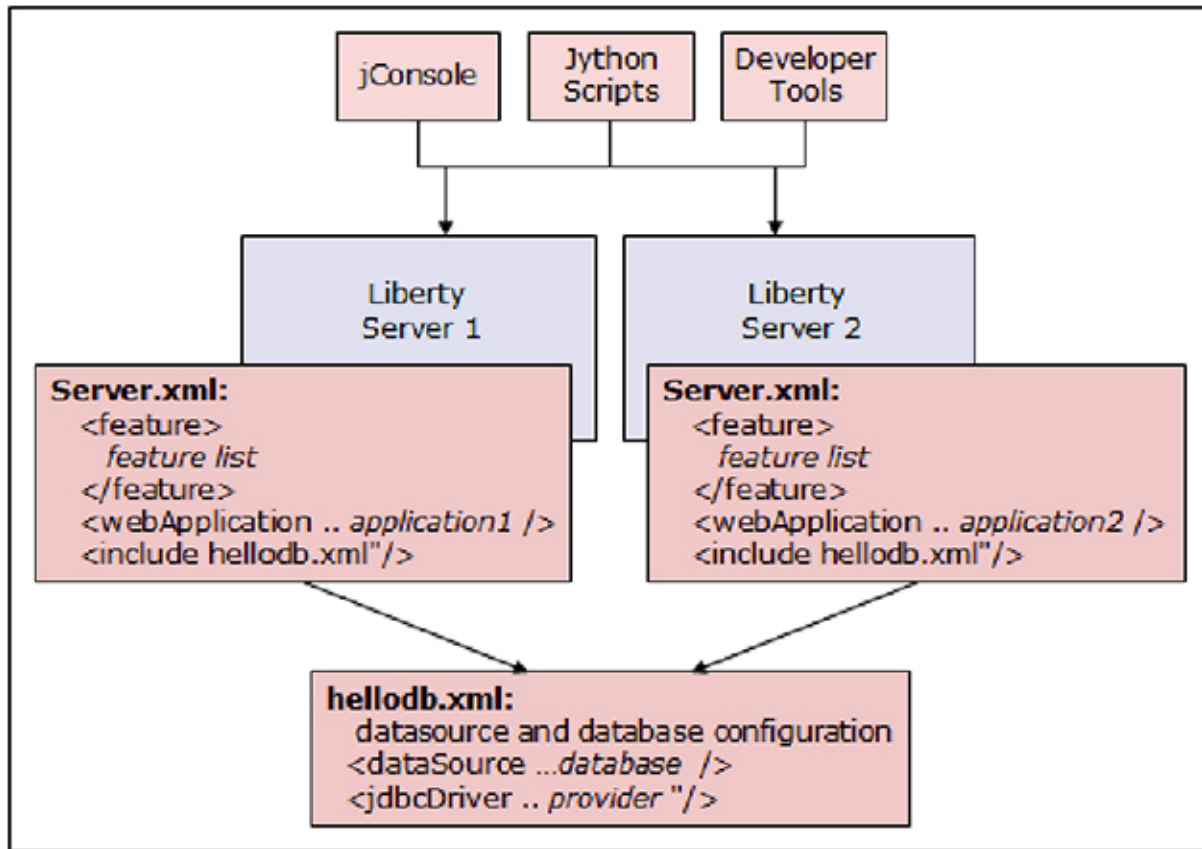 jConsole
Jython
Scripts
Developer
Tools
Liberty
Server 1
Liberty
Server 2
Server.xml:
<feature>
feature list
</feature>
<webApplication .. application1 />
<include hellodb.xml"/>
Server.xml:
<feature>
feature list
</feature>
<webApplication .. application2 />
<include hellodb.xml"/>
hellodb.xml:
datasource and database configuration
<dataSource ...database />
<jdbcDriver .. provider "/>